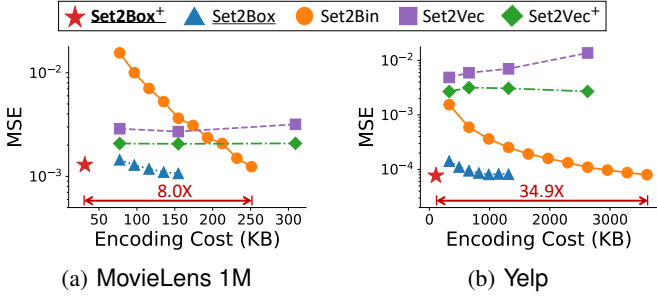 Set2Box⁺ Set2Box Set2Bin Set2Vec Set2Vec⁺
MSE
10⁻²
10⁻³
8.0X
50 100 150 200 250 300
Encoding Cost (KB)
(a) MovieLens 1M
MSE
10⁻²
10⁻³
10⁻⁴
34.9X
0 1000 2000 3000
Encoding Cost (KB)
(b) Yelp